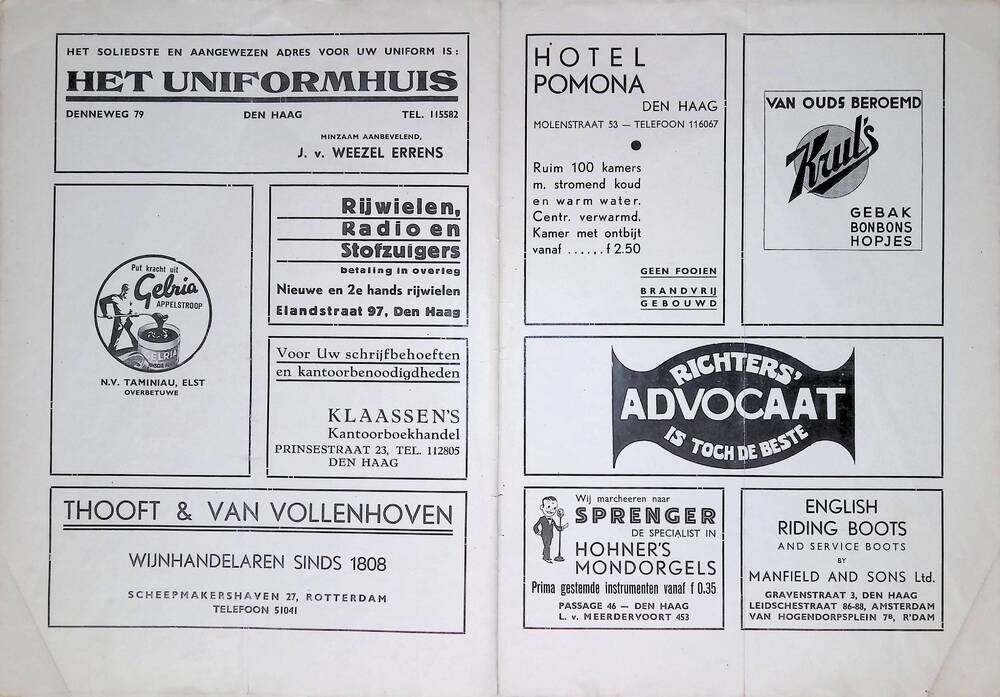 HET SOLIEDSTE EN AANGEWEZEN ADRES VOOR UW UNIFORM IS:
HET UNIFORMHUIS
DENNEWEG 79 DEN HAAG TEL. 115582
MINZAAM AANBEVELEND,
J. v. WEEZEL ERRENS
Put kracht uit
Gelria
APPELSTROOP
GELRIA
N.V. TAMINIAU, ELST
OVERBETUWE
Rijwielen,
Radio en
Stofzuigers
betaling in overleg
Nieuwe en 2e hands rijwielen
Elandstraat 97, Den Haag
Voor Uw schrijfbehoeften
en kantoorbenoodigdheden
KLAASSEN'S
Kantoorboekhandel
PRINSESTRAAT 23, TEL. 112805
DEN HAAG
THOOFT & VAN VOLLENHOVEN
WIJNHANDELAREN SINDS 1808
SCHEEPMAKERSHAVEN 27, ROTTERDAM
TELEFOON 51041
HOTEL
POMONA
DEN HAAG
MOLENSTRAAT 53 — TELEFOON 116067
Ruim 100 kamers
m. stromend koud
en warm water.
Centr. verwarmd.
Kamer met ontbijt
vanaf ...... f 2.50
GEEN FOOIEN
BRANDVRIJ
GEBOUWD
VAN OUDS BEROEMD
Krul's
GEBAK
BONBONS
HOPJES
RICHTERS'
ADVOCAAT
IS TOCH DE BESTE
Wij marcheeren naar
SPRENGER
DE SPECIALIST IN
HOHNER'S
MONDORGELS
Prima gestemde instrumenten vanaf f 0.35
PASSAGE 46 — DEN HAAG
L. v. MEERDERVOORT 453
ENGLISH
RIDING BOOTS
AND SERVICE BOOTS
BY
MANFIELD AND SONS Ltd.
GRAVENSTRAAT 3, DEN HAAG
LEIDSCHESTRAAT 86-88, AMSTERDAM
VAN HOGENDORPSPLEIN 7B, R'DAM